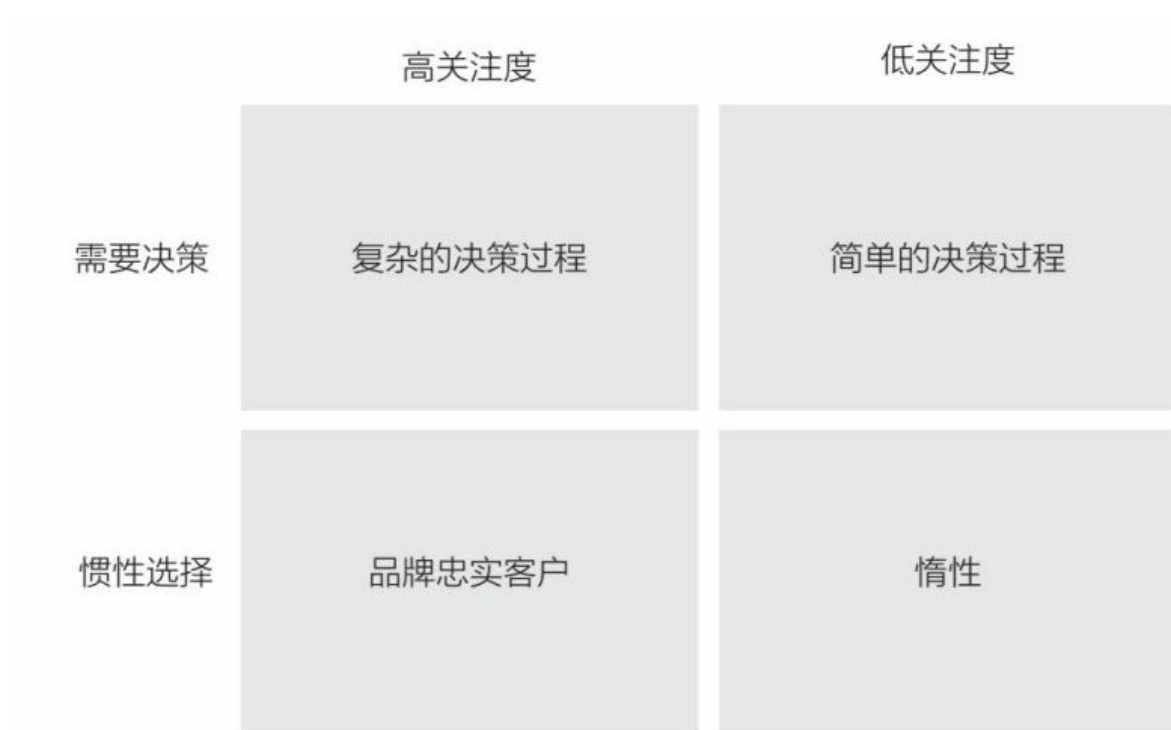 高关注度
低关注度
需要决策
复杂的决策过程
简单的决策过程
惯性选择
品牌忠实客户
惰性